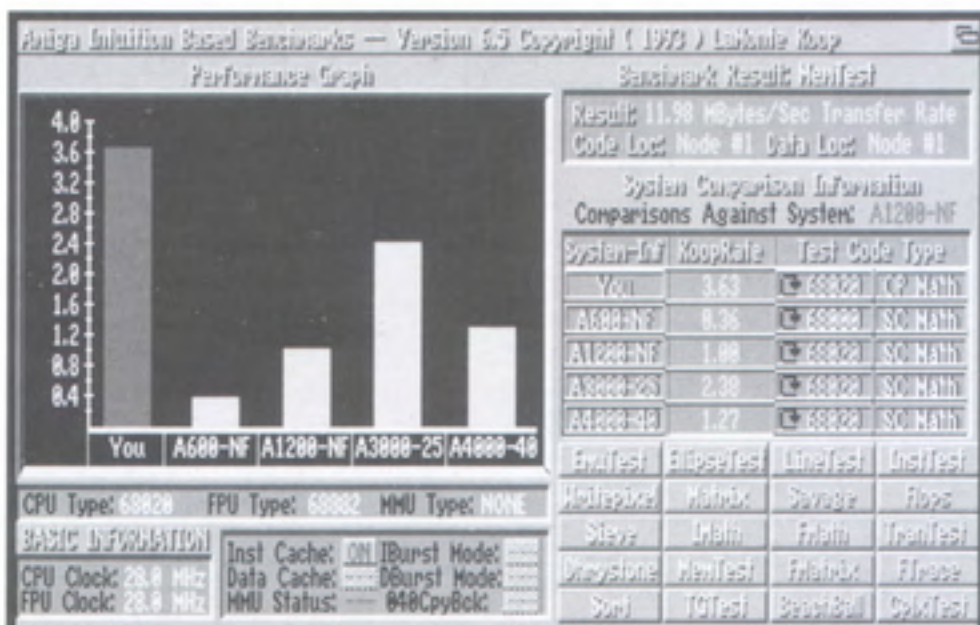 Amiga Intuition Based Benchmarks — Version 6.5 Copyright ( 1993 ) LaMonte Koop
Performance Graph
4.0
3.6
3.2
2.8
2.4
2.0
1.6
1.2
0.8
0.4
You A600-NF A1200-NF A3000-25 A4000-40
CPU Type: 68020 FPU Type: 68882 MMU Type: NONE
BASIC INFORMATION
CPU Clock: 28.0 MHz
FPU Clock: 28.0 MHz
Inst Cache: ON IBurst Mode: ---
Data Cache: --- DBurst Mode: ---
MMU Status: --- 040CpyBck: ---
Benchmark Result: MemTest
Result: 11.98 MBytes/Sec Transfer Rate
Code Loc: Node #1 Data Loc: Node #1
System Comparison Information
Comparisons Against System: A1200-NF
System-Inf KoopRate Test Code Type
You 3.63 68020 CP Math
A600-NF 0.36 68000 SC Math
A1200-NF 1.00 68020 SC Math
A3000-25 2.38 68020 SC Math
A4000-40 1.27 68020 SC Math
EmuTest EllipseTest LineTest InstTest
WritePixel Matrix Savage Flops
Sieve IMath FMath TranTest
Dhrystone MemTest FMatrix FTrace
Sort TGTest BeachBall CplxTest